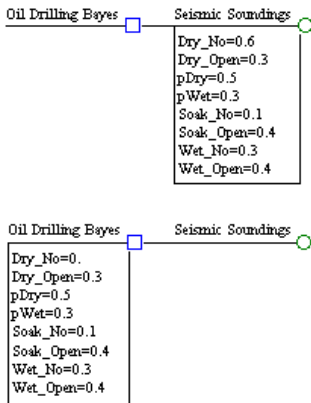 Oil Drilling Bayes Seismic Soundings
Dry_No=0.6
Dry_Open=0.3
pDry=0.5
pWet=0.3
Soak_No=0.1
Soak_Open=0.4
Wet_No=0.3
Wet_Open=0.4
Oil Drilling Bayes Seismic Soundings
Dry_No=0.
Dry_Open=0.3
pDry=0.5
pWet=0.3
Soak_No=0.1
Soak_Open=0.4
Wet_No=0.3
Wet_Open=0.4